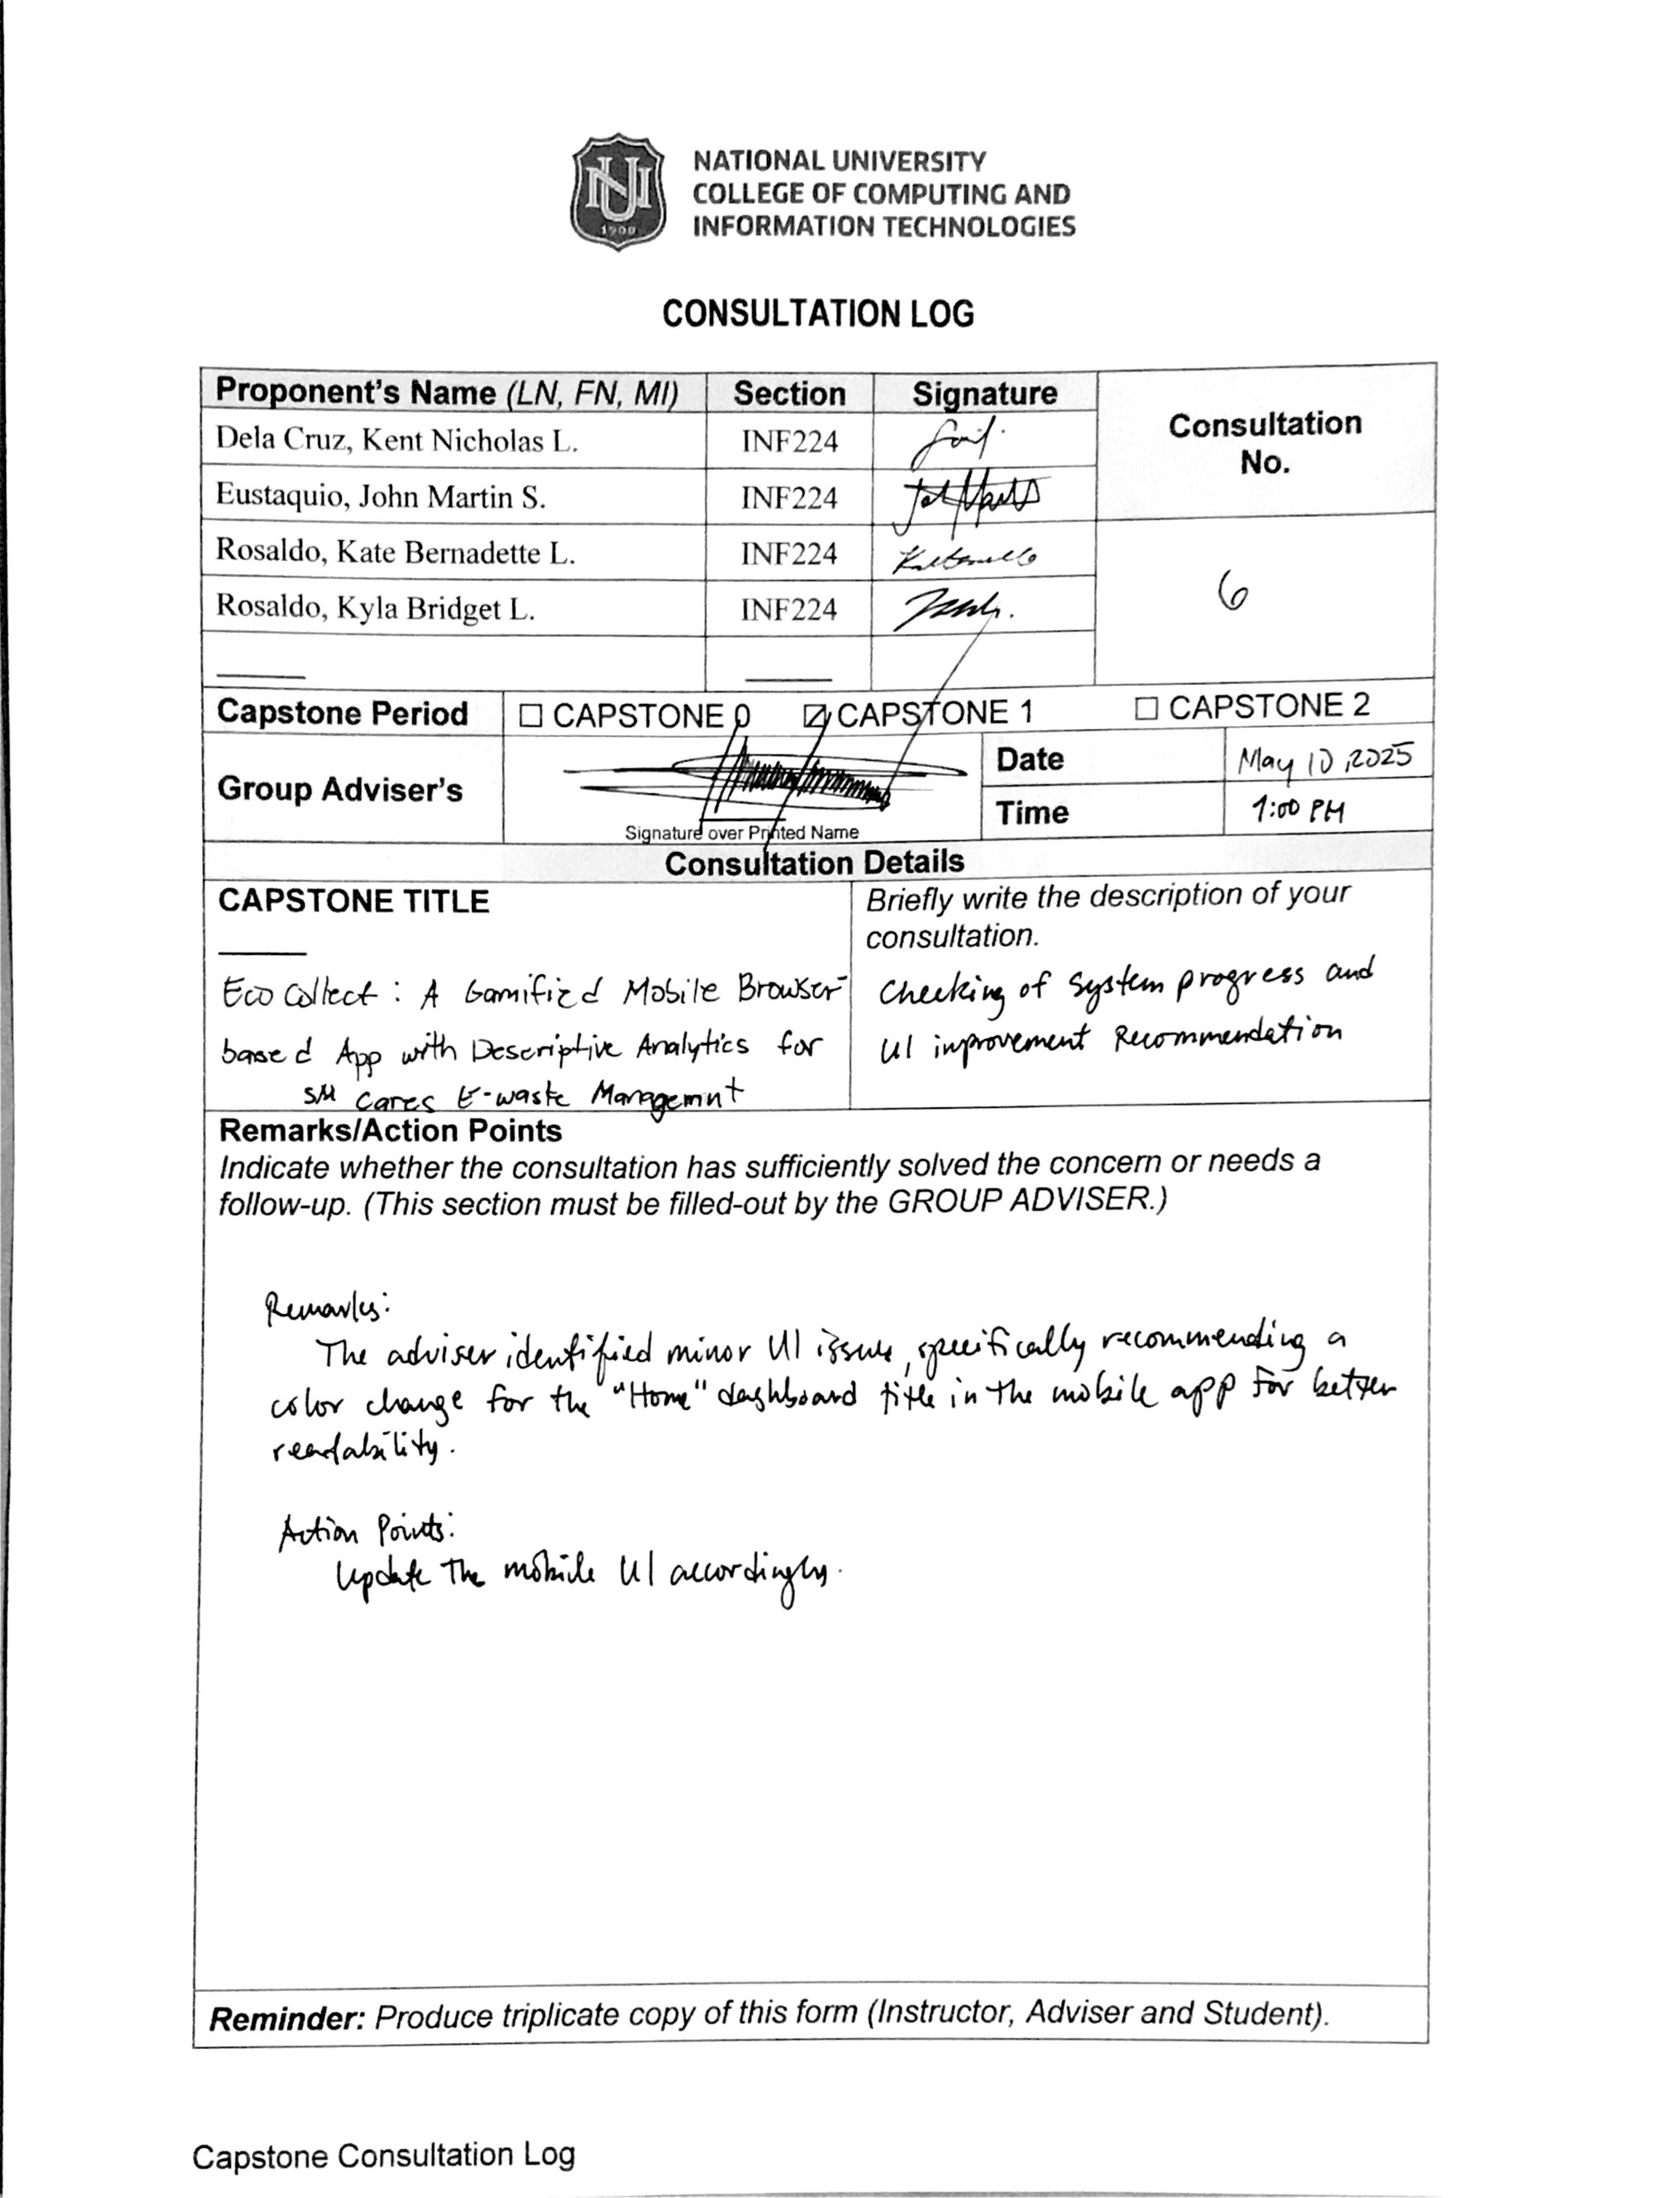 NATIONAL UNIVERSITY
COLLEGE OF COMPUTING AND
INFORMATION TECHNOLOGIES
1900
CONSULTATION LOG
Proponent's Name (LN, FN, MI) Section Signature Consultation No.
Dela Cruz, Kent Nicholas L. INF224
Eustaquio, John Martin S. INF224
Rosaldo, Kate Bernadette L. INF224
Rosaldo, Kyla Bridget L. INF224
6
Capstone Period ☐ CAPSTONE 0 ☑ CAPSTONE 1 ☐ CAPSTONE 2
Group Adviser's
Signature over Printed Name
Date May 10, 2025
Time 1:00 PM
Consultation Details
CAPSTONE TITLE
Eco Collect : A Gamified Mobile Browser-
based App with Descriptive Analytics for
SM Cares E-waste Managemnt
Briefly write the description of your
consultation.
Checking of System progress and
UI improvement Recommendation
Remarks/Action Points
Indicate whether the consultation has sufficiently solved the concern or needs a
follow-up. (This section must be filled-out by the GROUP ADVISER.)
Remarks:
The adviser identified minor UI issues, specifically recommending a
color change for the "Home" dashboard title in the mobile app for better
readability.
Action Points:
Update the mobile UI accordingly.
Reminder: Produce triplicate copy of this form (Instructor, Adviser and Student).
Capstone Consultation Log